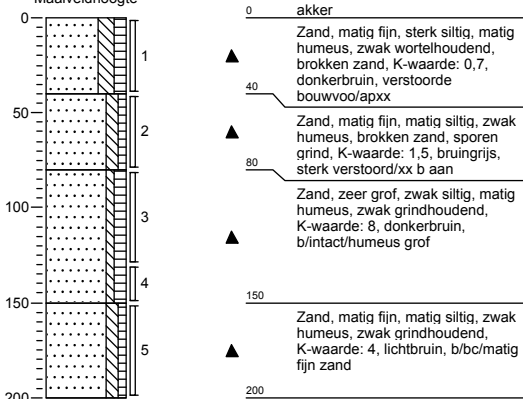 Maaiveldhoogte
0
50
100
150
200
1
2
3
4
5
0
akker
Zand, matig fijn, sterk siltig, matig
humeus, zwak wortelhoudend,
brokken zand, K-waarde: 0,7,
donkerbruin, verstoorde
bouwvoo/apxx
40
Zand, matig fijn, matig siltig, zwak
humeus, brokken zand, sporen
grind, K-waarde: 1,5, bruingrijs,
sterk verstoord/xx b aan
80
Zand, zeer grof, zwak siltig, matig
humeus, zwak grindhoudend,
K-waarde: 8, donkerbruin,
b/intact/humeus grof
150
Zand, matig fijn, matig siltig, zwak
humeus, zwak grindhoudend,
K-waarde: 4, lichtbruin, b/bc/matig
fijn zand
200